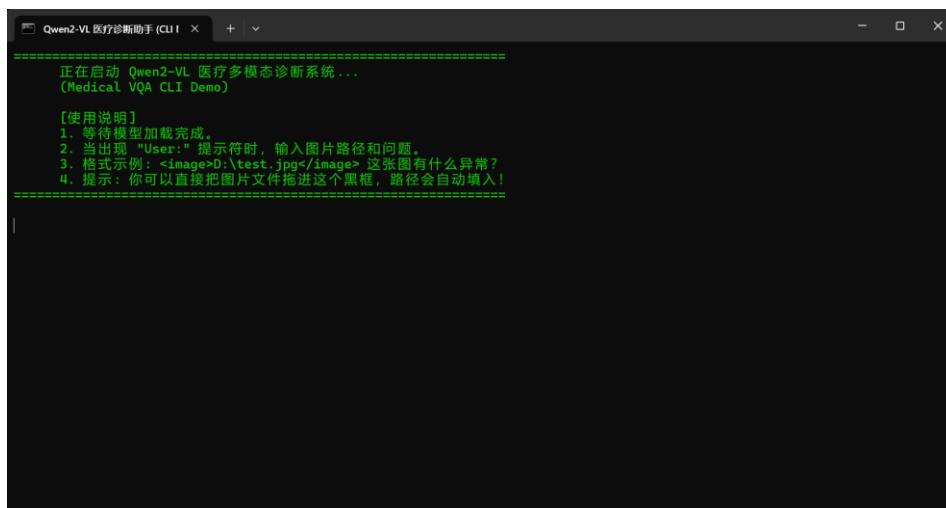 Qwen2-VL 医疗诊断助手 (CLI
================================================================
正在启动 Qwen2-VL 医疗多模态诊断系统...
(Medical VQA CLI Demo)
[使用说明]
1. 等待模型加载完成。
2. 当出现 "User:" 提示符时，输入图片路径和问题。
3. 格式示例：<image>D:\test.jpg</image> 这张图有什么异常?
4. 提示：你可以直接把图片文件拖进这个黑框，路径会自动填入!
================================================================